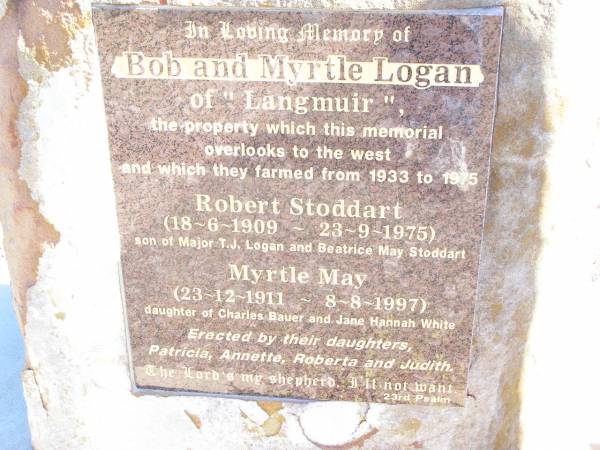 In Loving Memory of
Bob and Myrtle Logan
of " Langmuir ",
the property which this memorial
overlooks to the west
and which they farmed from 1933 to 1975
Robert Stoddart
(18~6~1909 ~ 23~9~1975)
son of Major T.J. Logan and Beatrice May Stoddart
Myrtle May
(23~12~1911 ~ 8~8~1997)
daughter of Charles Bauer and Jane Hannah White
Erected by their daughters,
Patricia, Annette, Roberta and Judith.
The Lord's my shepherd, I'll not want
23rd Psalm